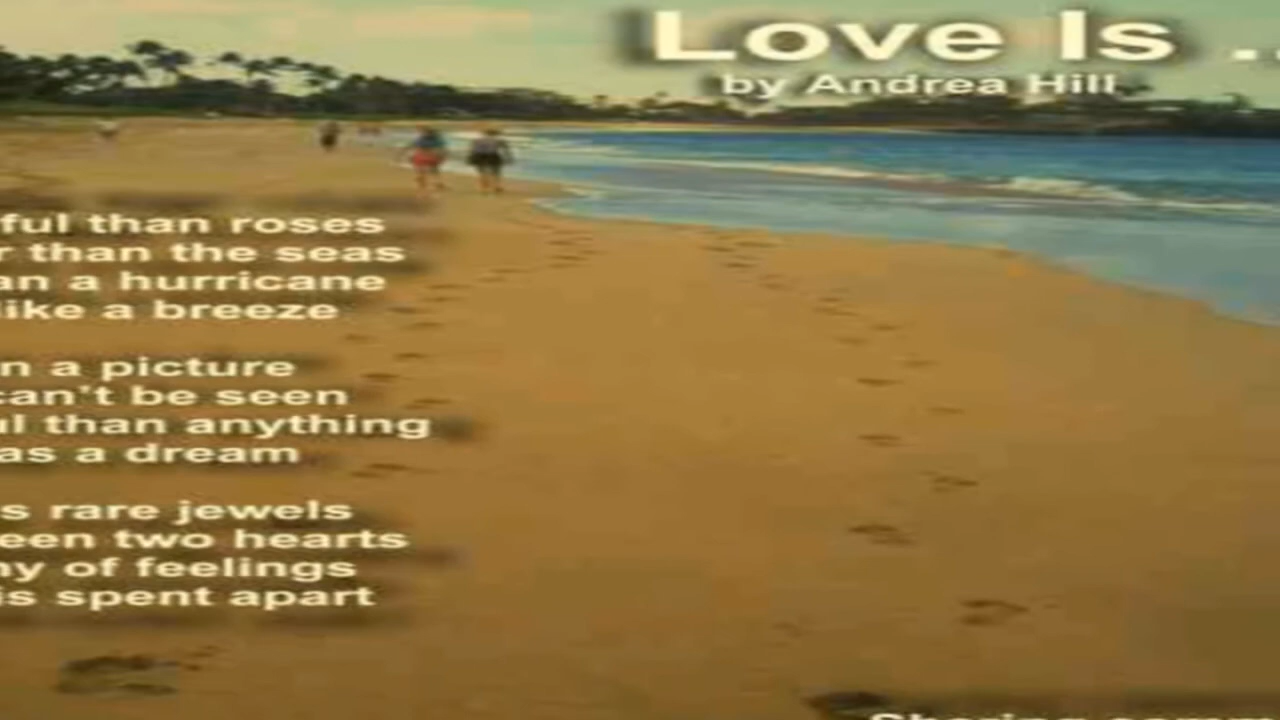 Love Is ..
by Andrea Hill
ful than roses
r than the seas
an a hurricane
like a breeze
n a picture
can't be seen
ul than anything
as a dream
s rare jewels
een two hearts
ny of feelings
is spent apart